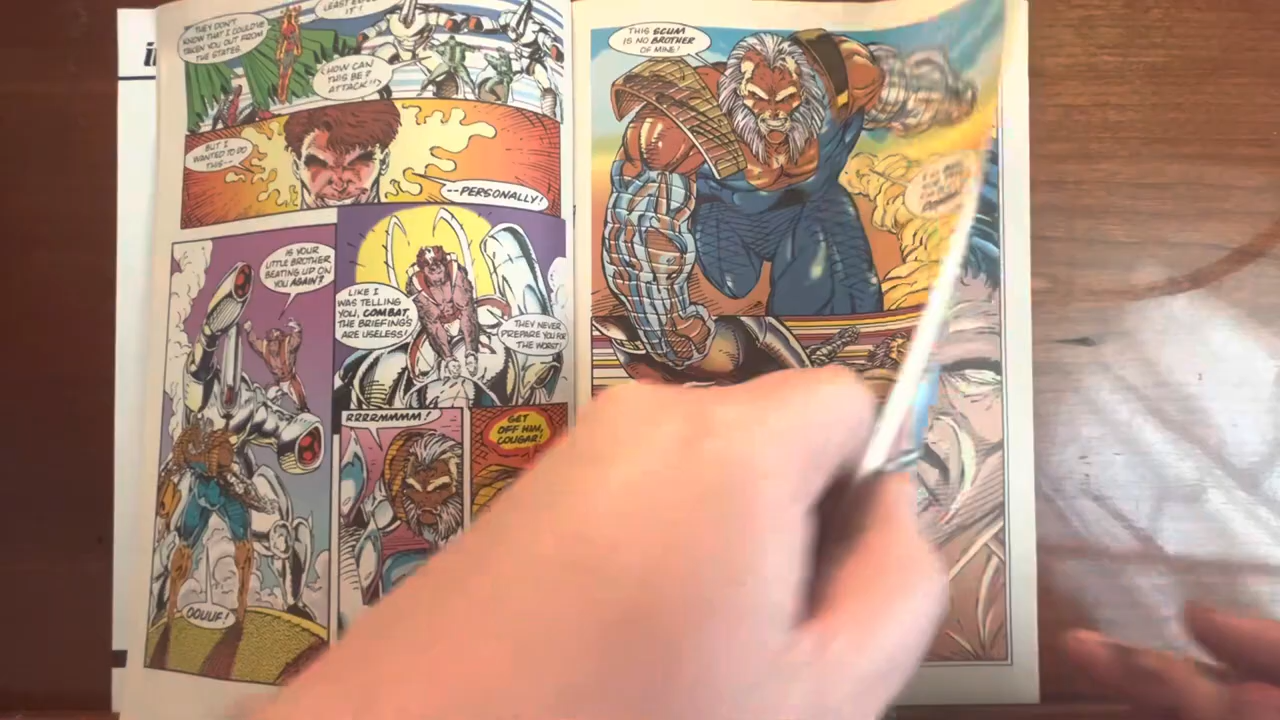 THEY DON'T
KNOW THAT I COULD'VE
TAKEN YOU OUT FROM
THE STATES.
IT!
HOW CAN
THIS BE?
ATTACK!
BUT I
WANTED TO DO
THIS--
--PERSONALLY!
IS YOUR
LITTLE BROTHER
BEATING UP ON
YOU AGAIN?
LIKE I
WAS TELLING
YOU, COMBAT,
THE BRIEFINGS
ARE USELESS!
THEY NEVER
PREPARE YOU FOR
THE WORST!
OOUUF!
RRRRMMMM!
GET
OFF HIM,
COUGAR!
THIS SCUM
IS NO BROTHER
OF MINE!